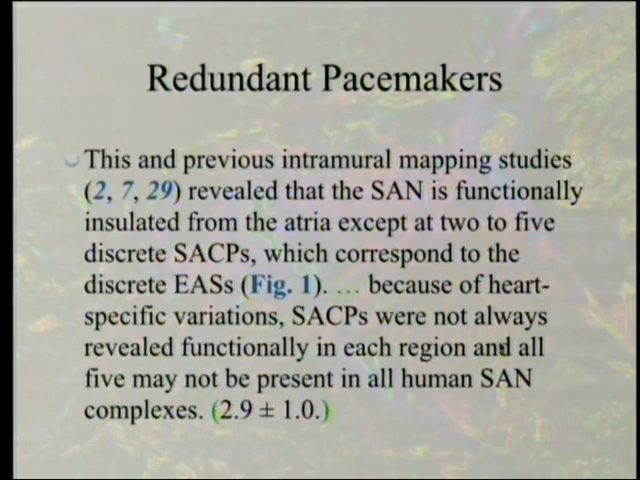 Redundant Pacemakers
This and previous intramural mapping studies
(2, 7, 29) revealed that the SAN is functionally
insulated from the atria except at two to five
discrete SACPs, which correspond to the
discrete EASs (Fig. 1). … because of heart-
specific variations, SACPs were not always
revealed functionally in each region and all
five may not be present in all human SAN
complexes. (2.9 ± 1.0.)